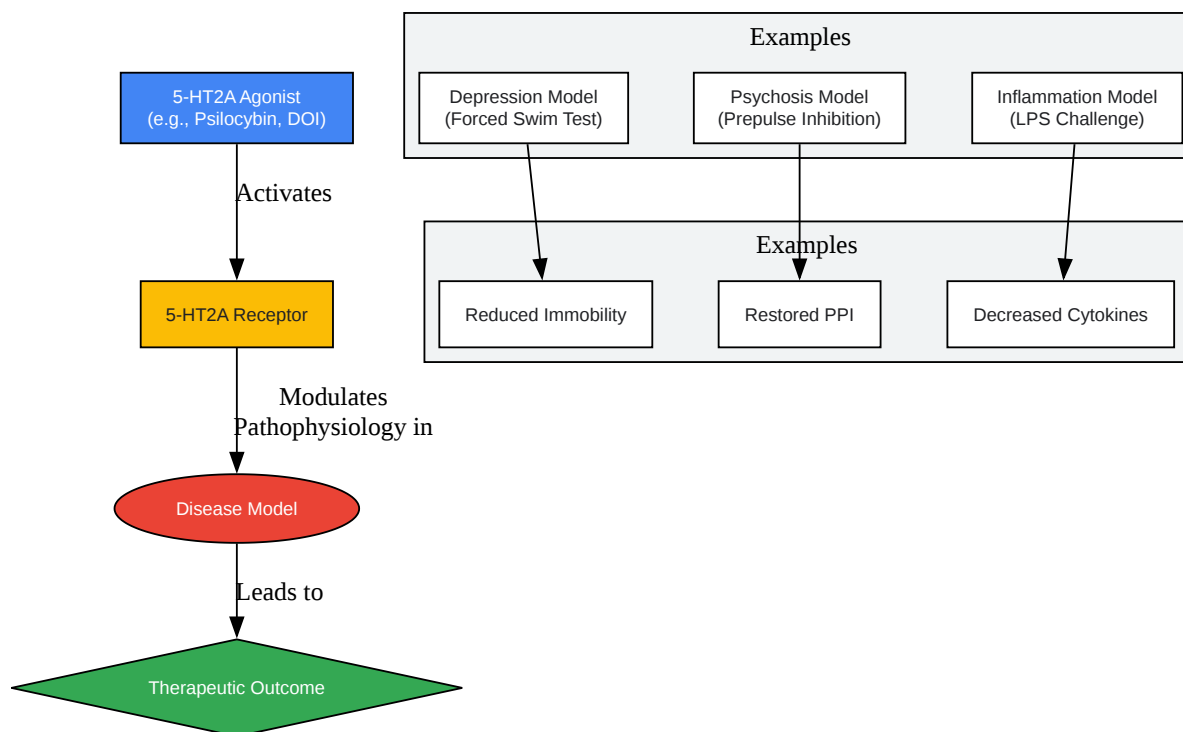 5-HT2A Agonist
(e.g., Psilocybin, DOI)
Activates
5-HT2A Receptor
Modulates
Pathophysiology in
Disease Model
Leads to
Therapeutic Outcome
Examples
Depression Model
(Forced Swim Test)
Psychosis Model
(Prepulse Inhibition)
Inflammation Model
(LPS Challenge)
Examples
Reduced Immobility
Restored PPI
Decreased Cytokines